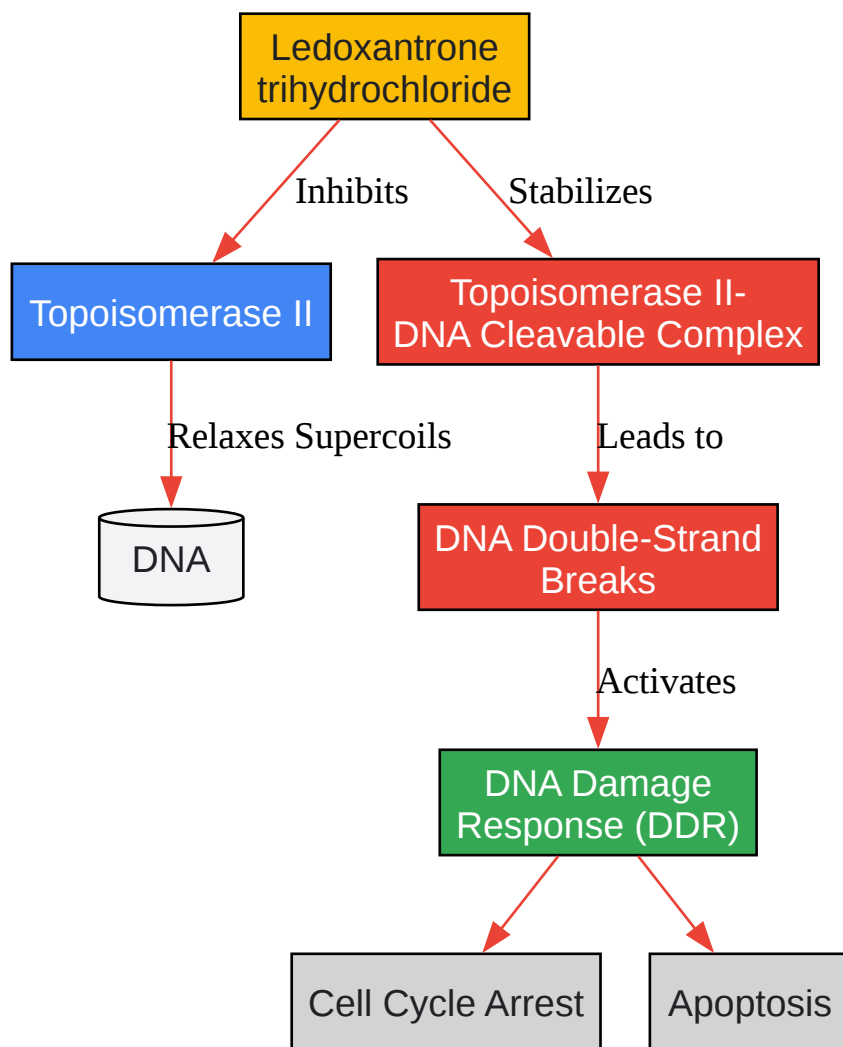 Ledoxantrone
trihydrochloride
Inhibits
Stabilizes
Topoisomerase II
Topoisomerase II-
DNA Cleavable Complex
Relaxes Supercoils
Leads to
DNA
DNA Double-Strand
Breaks
Activates
DNA Damage
Response (DDR)
Cell Cycle Arrest
Apoptosis